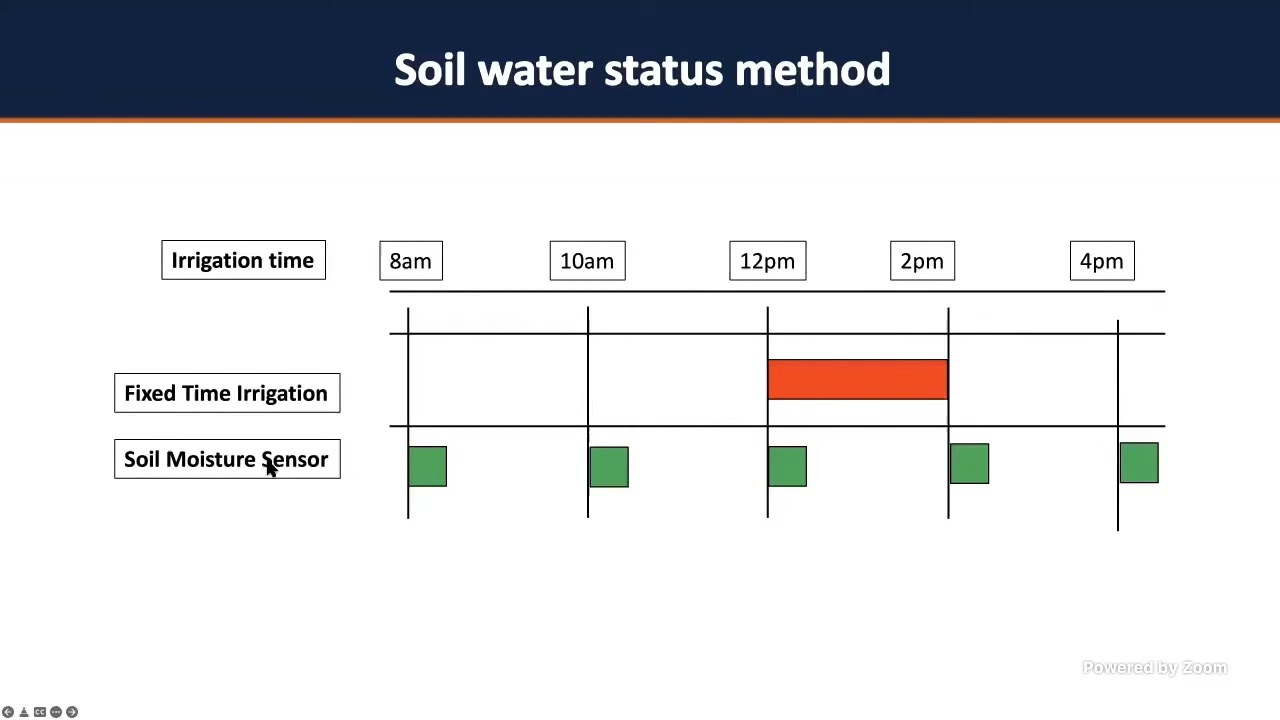 Soil water status method
Irrigation time
8am
10am
12pm
2pm
4pm
Fixed Time Irrigation
Soil Moisture Sensor
Powered by Zoom
CC